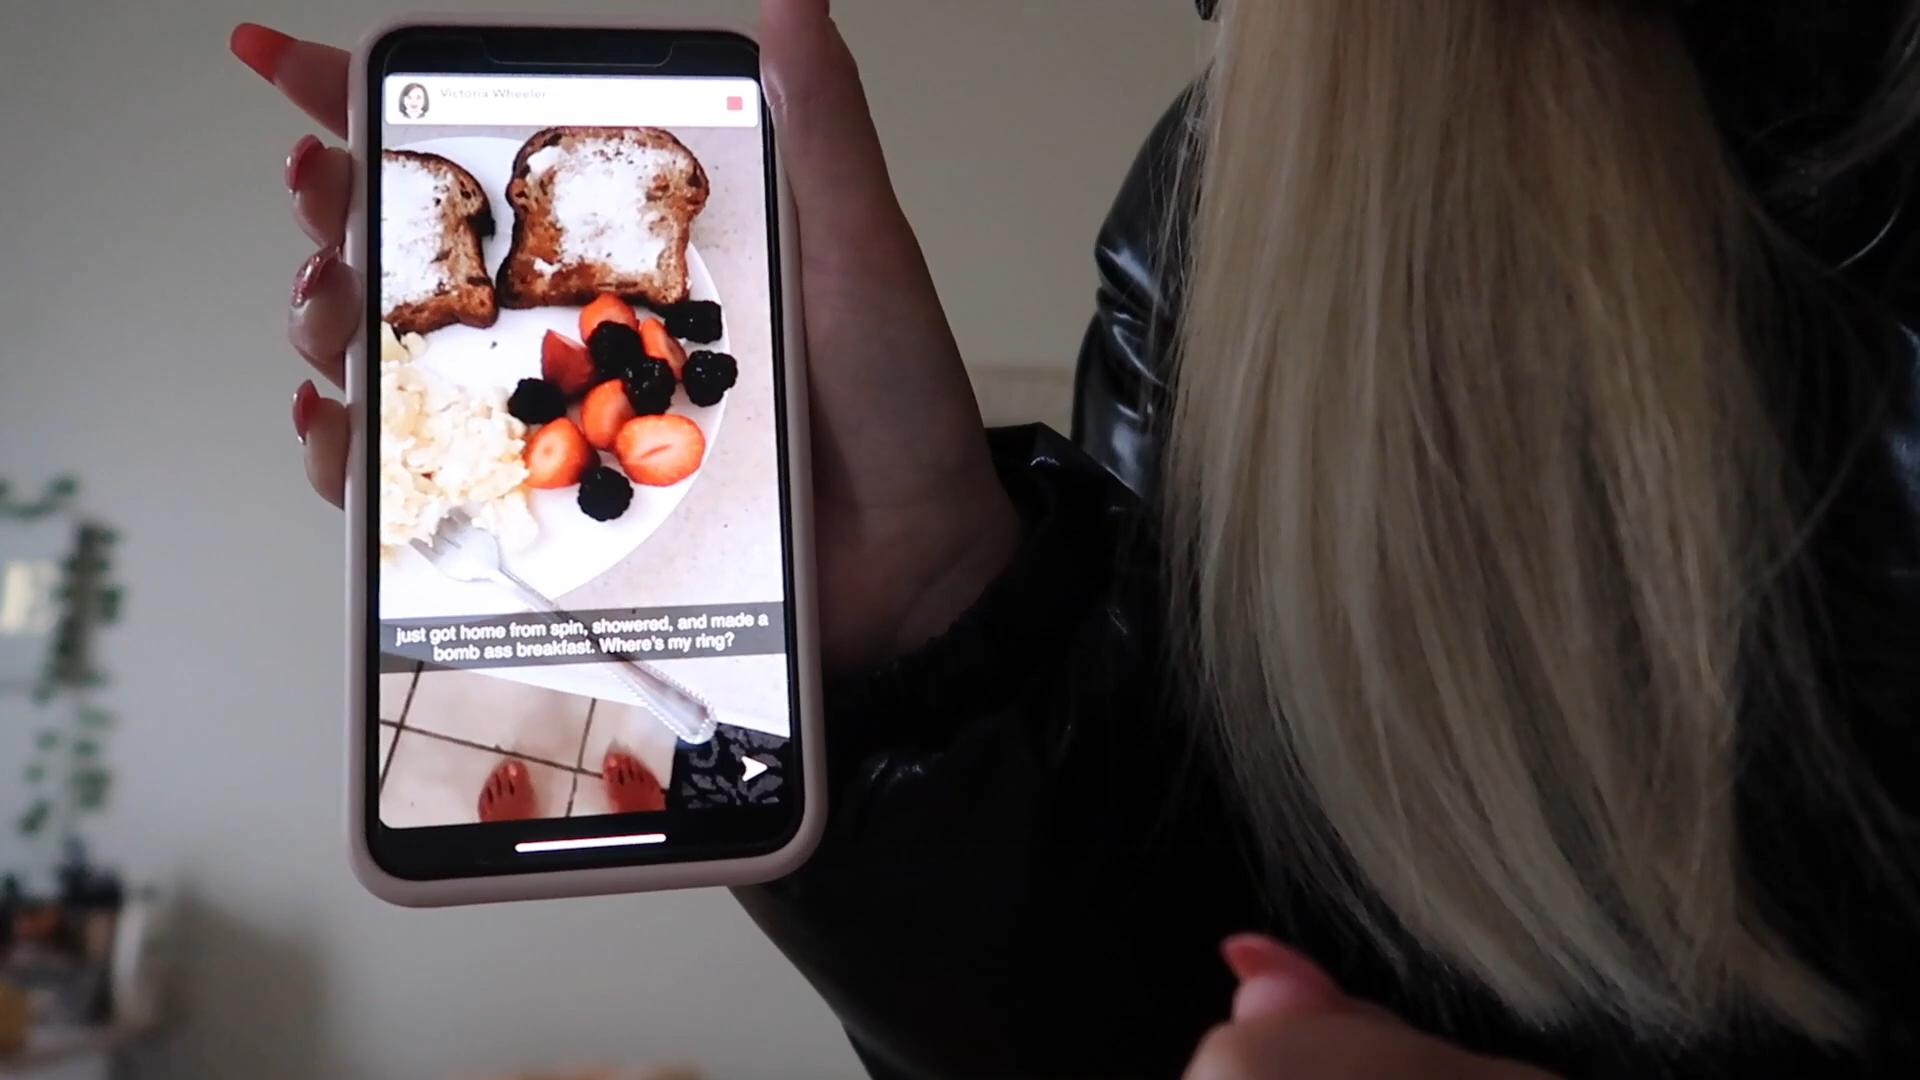 Victoria Wheeler
just got home from spin, showered, and made a
bomb ass breakfast. Where's my ring?